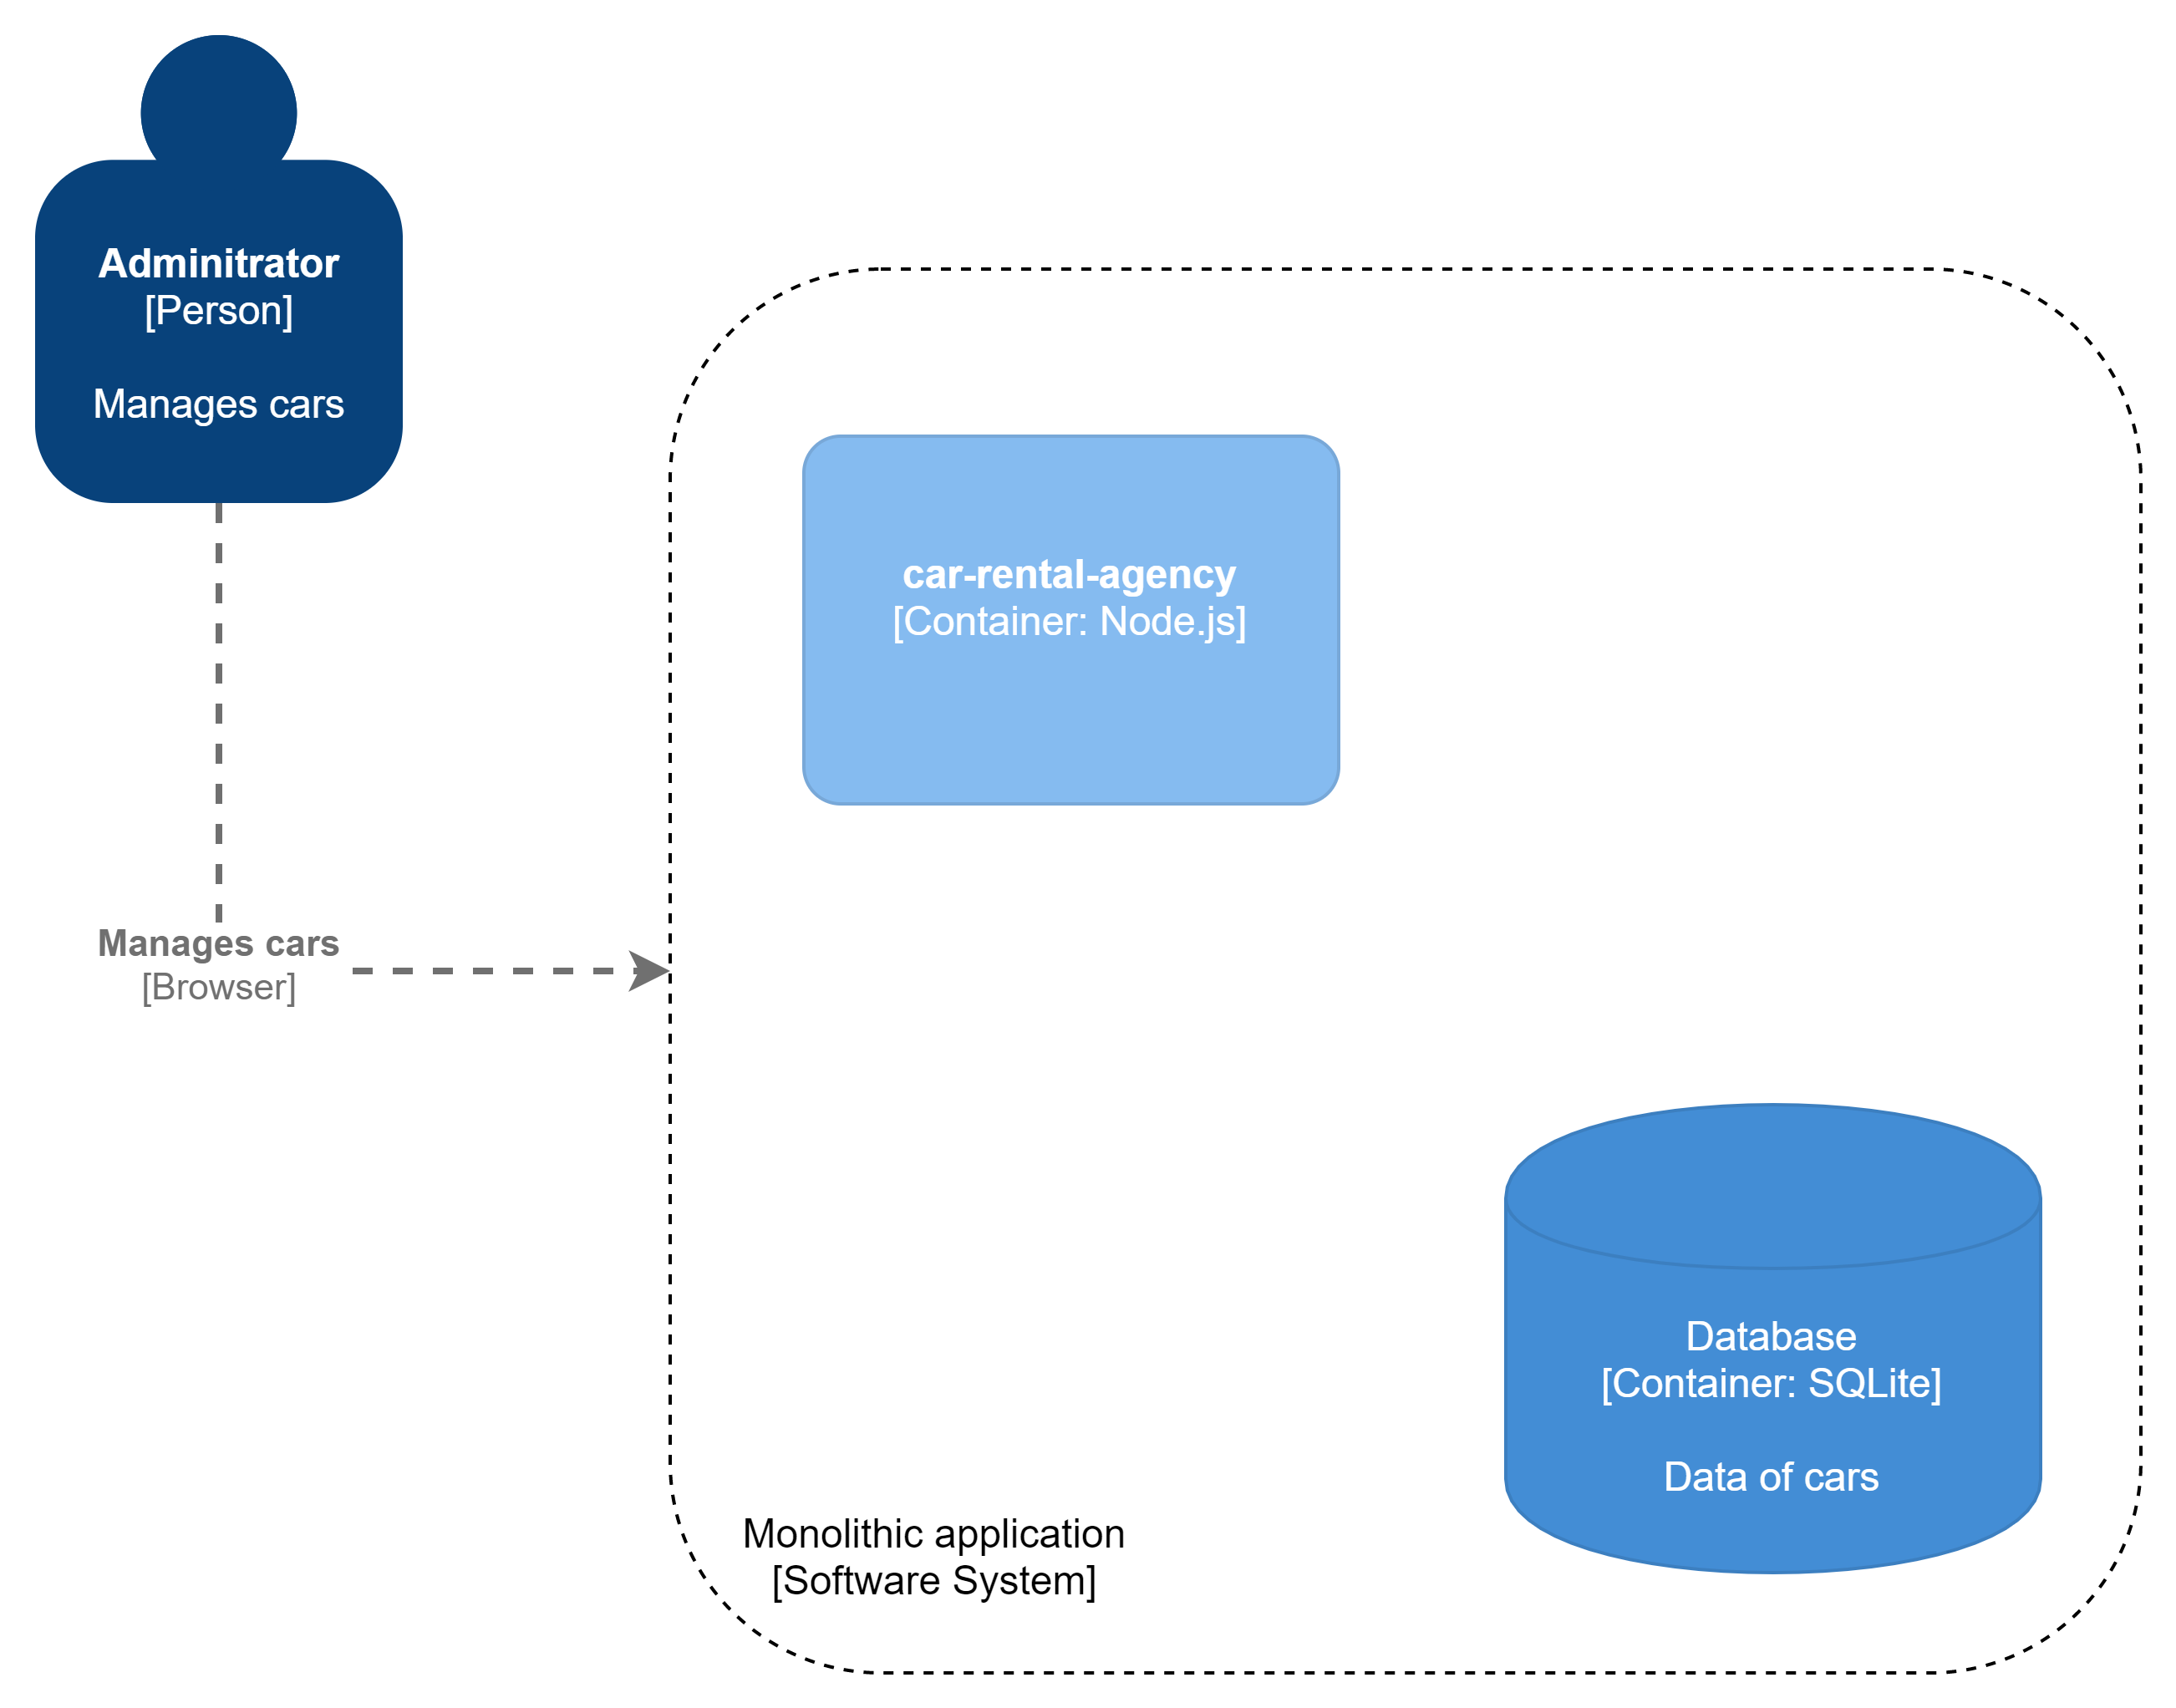 Adminitrator
[Person]
Manages cars
car-rental-agency
[Container: Node.js]
Manages cars
[Browser]
Database
[Container: SQLite]
Data of cars
Monolithic application
[Software System]